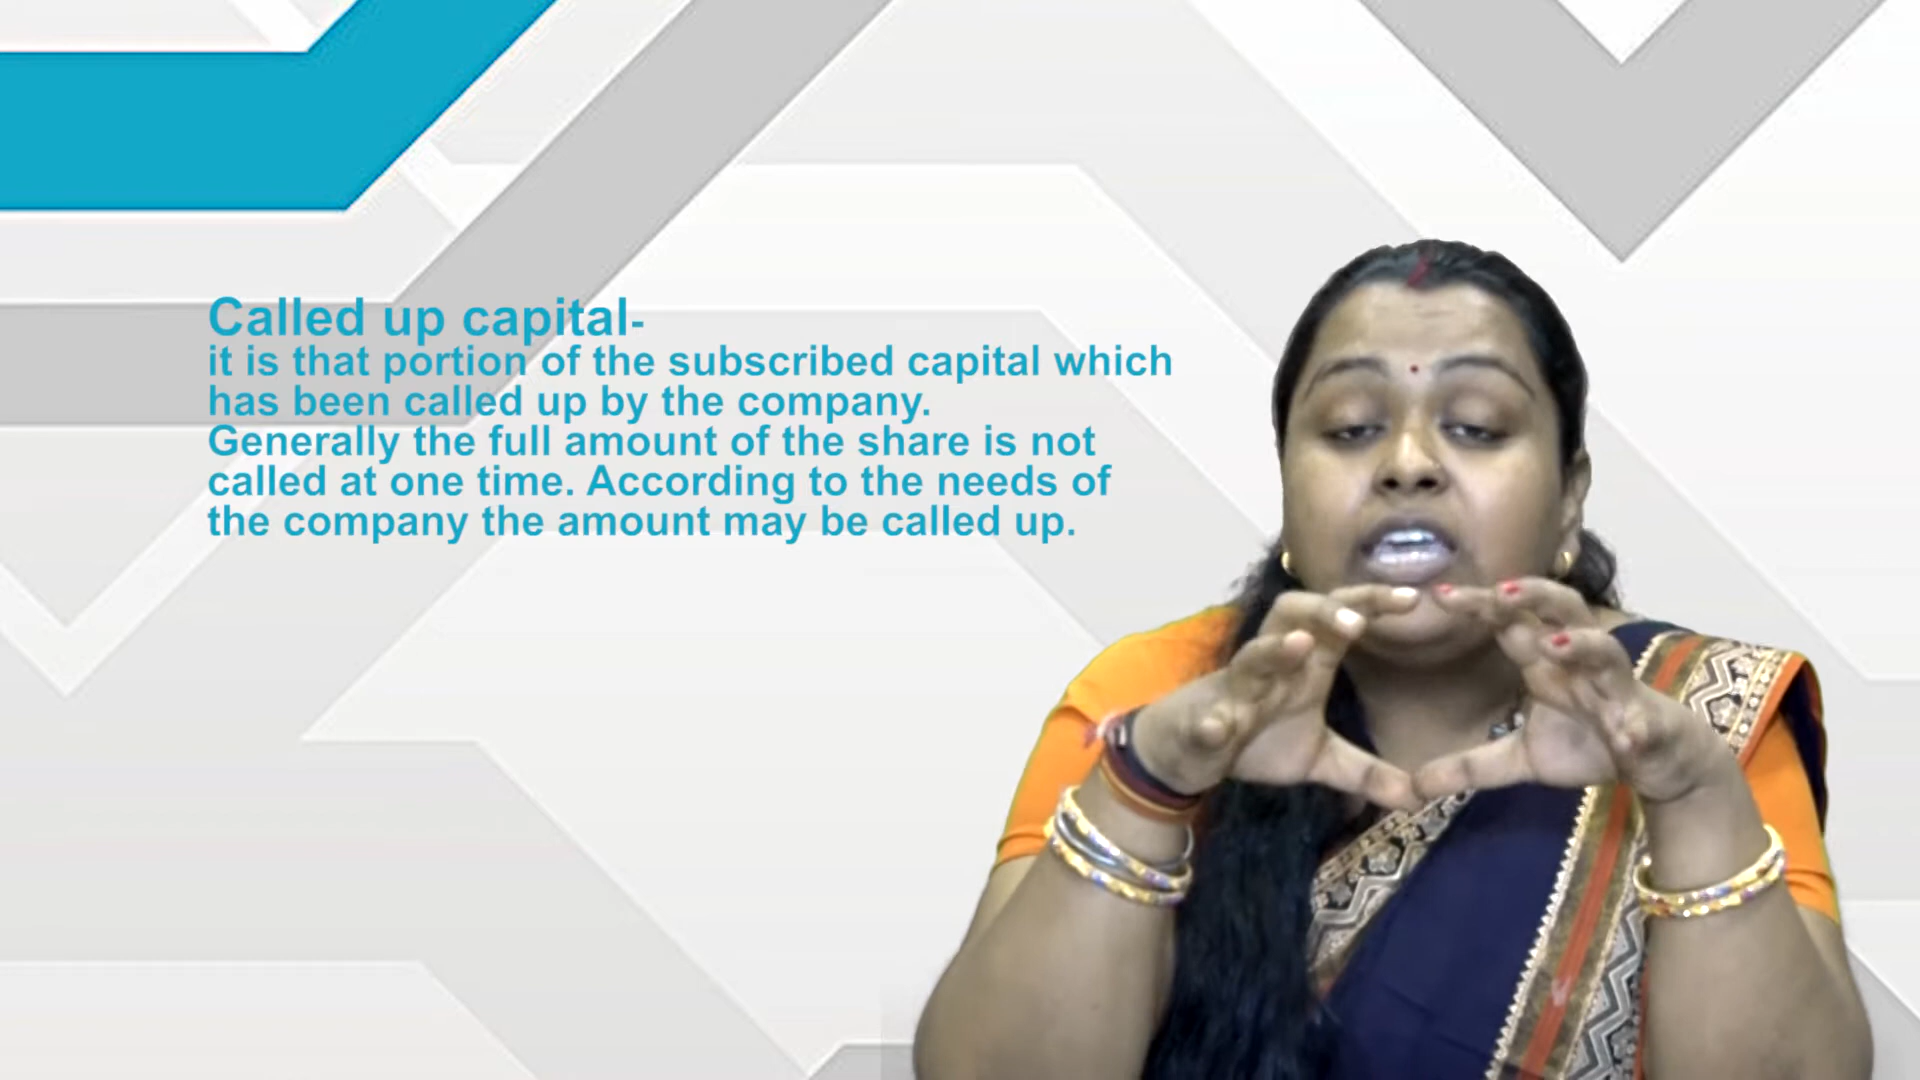 Called up capital-
it is that portion of the subscribed capital which
has been called up by the company.
Generally the full amount of the share is not
called at one time. According to the needs of
the company the amount may be called up.